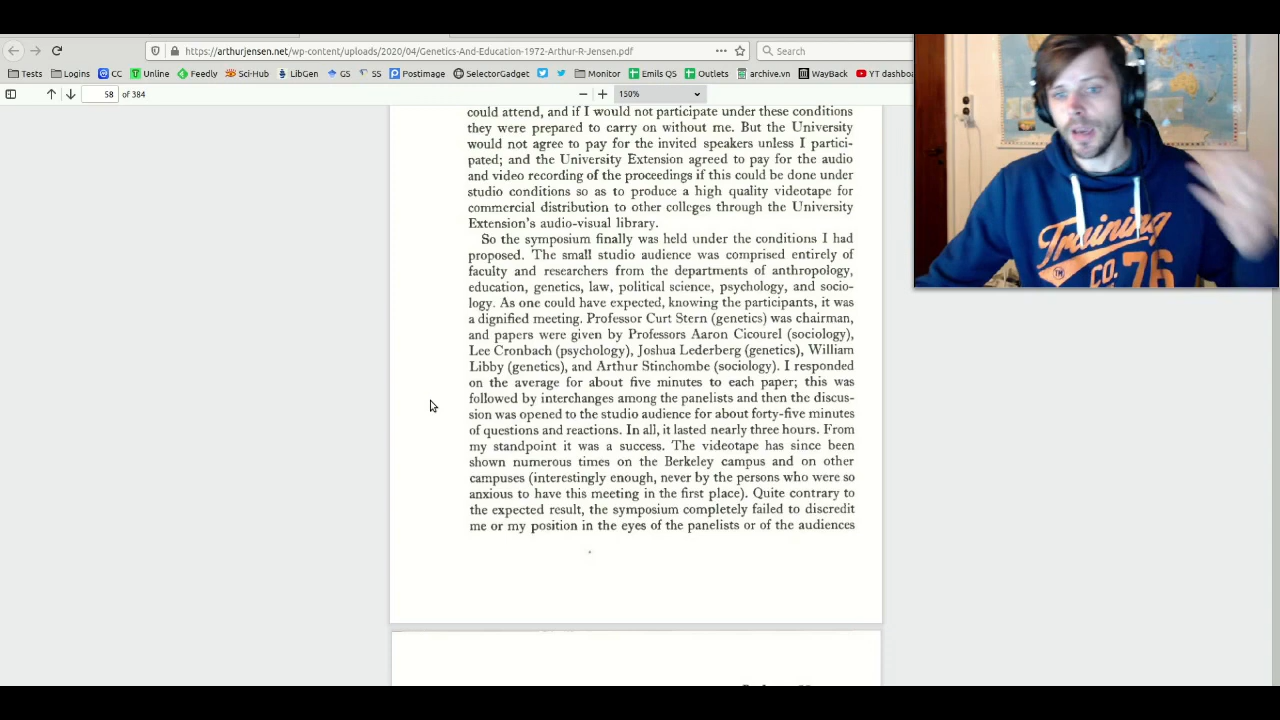 https://arthurjensen.net/wp-content/uploads/2020/04/Genetics-And-Education-1972-Arthur-R-Jensen.pdf
Search
Tests Logins CC Unline Feedly Sci-Hub LibGen GS SS Postimage SelectorGadget Monitor Emils QS Outlets archive.vn WayBack YT dashboa
58 of 384
150%
could attend, and if I would not participate under these conditions
they were prepared to carry on without me. But the University
would not agree to pay for the invited speakers unless I partici-
pated; and the University Extension agreed to pay for the audio
and video recording of the proceedings if this could be done under
studio conditions so as to produce a high quality videotape for
commercial distribution to other colleges through the University
Extension's audio-visual library.
So the symposium finally was held under the conditions I had
proposed. The small studio audience was comprised entirely of
faculty and researchers from the departments of anthropology,
education, genetics, law, political science, psychology, and socio-
logy. As one could have expected, knowing the participants, it was
a dignified meeting. Professor Curt Stern (genetics) was chairman,
and papers were given by Professors Aaron Cicourel (sociology),
Lee Cronbach (psychology), Joshua Lederberg (genetics), William
Libby (genetics), and Arthur Stinchombe (sociology). I responded
on the average for about five minutes to each paper; this was
followed by interchanges among the panelists and then the discus-
sion was opened to the studio audience for about forty-five minutes
of questions and reactions. In all, it lasted nearly three hours. From
my standpoint it was a success. The videotape has since been
shown numerous times on the Berkeley campus and on other
campuses (interestingly enough, never by the persons who were so
anxious to have this meeting in the first place). Quite contrary to
the expected result, the symposium completely failed to discredit
me or my position in the eyes of the panelists or of the audiences
Training
TM CO. 76